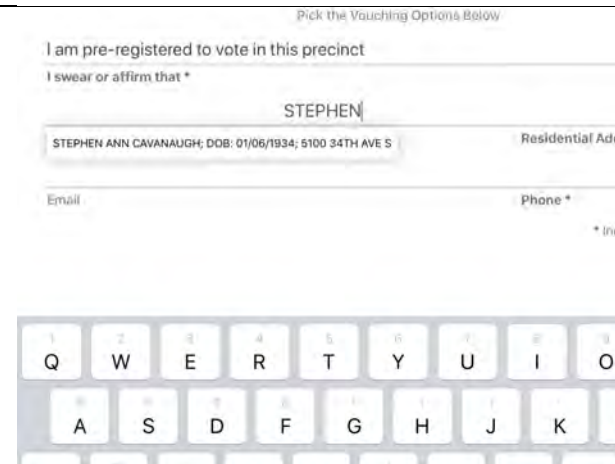 Pick the Vouching Options Below
I am pre-registered to vote in this precinct
I swear or affirm that *
STEPHEN
STEPHEN ANN CAVANAUGH; DOB: 01/06/1934; 5100 34TH AVE S
Residential Ad
Email
Phone *
* In
Q W E R T Y U I O
A S D F G H J K